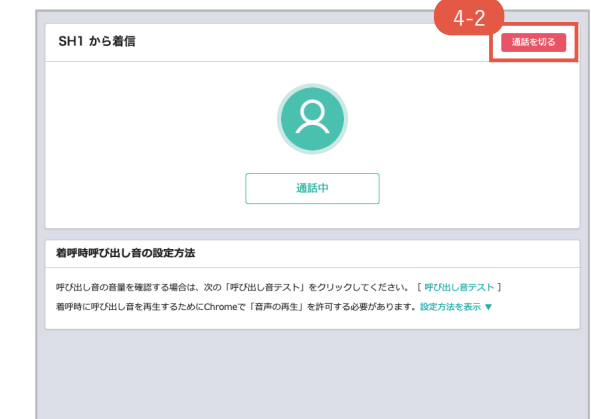 4-2
SH1 から着信
通話を切る
通話中
着呼時呼び出し音の設定方法
呼び出し音の音量を確認する場合は、次の「呼び出し音テスト」をクリックしてください。 [ 呼び出し音テスト ]
着呼時に呼び出し音を再生するためにChromeで「音声の再生」を許可する必要があります。設定方法を表示 ▼